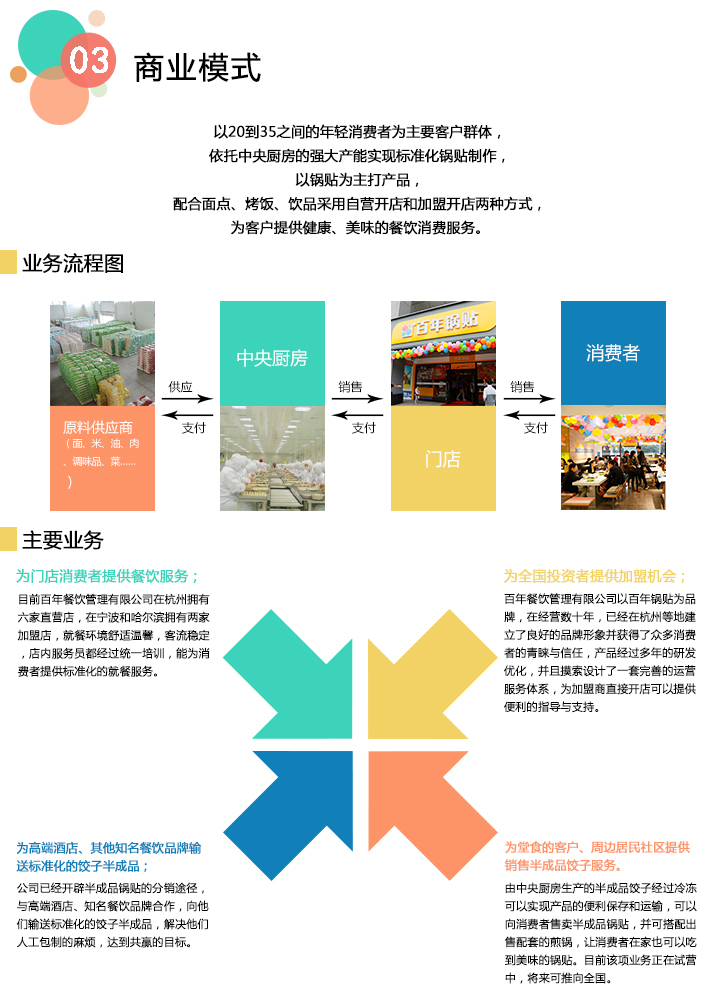 03
商业模式
以20到35之间的年轻消费者为主要客户群体，
依托中央厨房的强大产能实现标准化锅贴制作，
以锅贴为主打产品，
配合面点、烤饭、饮品采用自营开店和加盟开店两种方式，
为客户提供健康、美味的餐饮消费服务。
业务流程图
原料供应商
（面、米、油、肉
、调味品、菜......
）
供应
支付
中央厨房
销售
支付
百年锅贴
门店
销售
支付
消费者
主要业务
为门店消费者提供餐饮服务；
目前百年餐饮管理有限公司在杭州拥有
六家直营店，在宁波和哈尔滨拥有两家
加盟店，就餐环境舒适温馨，客流稳定
，店内服务员都经过统一培训，能为消
费者提供标准化的就餐服务。
为全国投资者提供加盟机会；
百年餐饮管理有限公司以百年锅贴为品
牌，在经营数十年，已经在杭州等地建
立了良好的品牌形象并获得了众多消费
者的青睐与信任，产品经过多年的研发
优化，并且摸索设计了一套完善的运营
服务体系，为加盟商直接开店可以提供
便利的指导与支持。
为高端酒店、其他知名餐饮品牌输
送标准化的饺子半成品；
公司已经开辟半成品锅贴的分销途径，
与高端酒店、知名餐饮品牌合作，向他
们输送标准化的饺子半成品，解决他们
人工包制的麻烦，达到共赢的目标。
为堂食的客户、周边居民社区提供
销售半成品饺子服务。
由中央厨房生产的半成品饺子经过冷冻
可以实现产品的便利保存和运输，可以
向消费者售卖半成品锅贴，并可搭配出
售配套的煎锅，让消费者在家也可以吃
到美味的锅贴。目前该项业务正在试营
中，将来可推向全国。